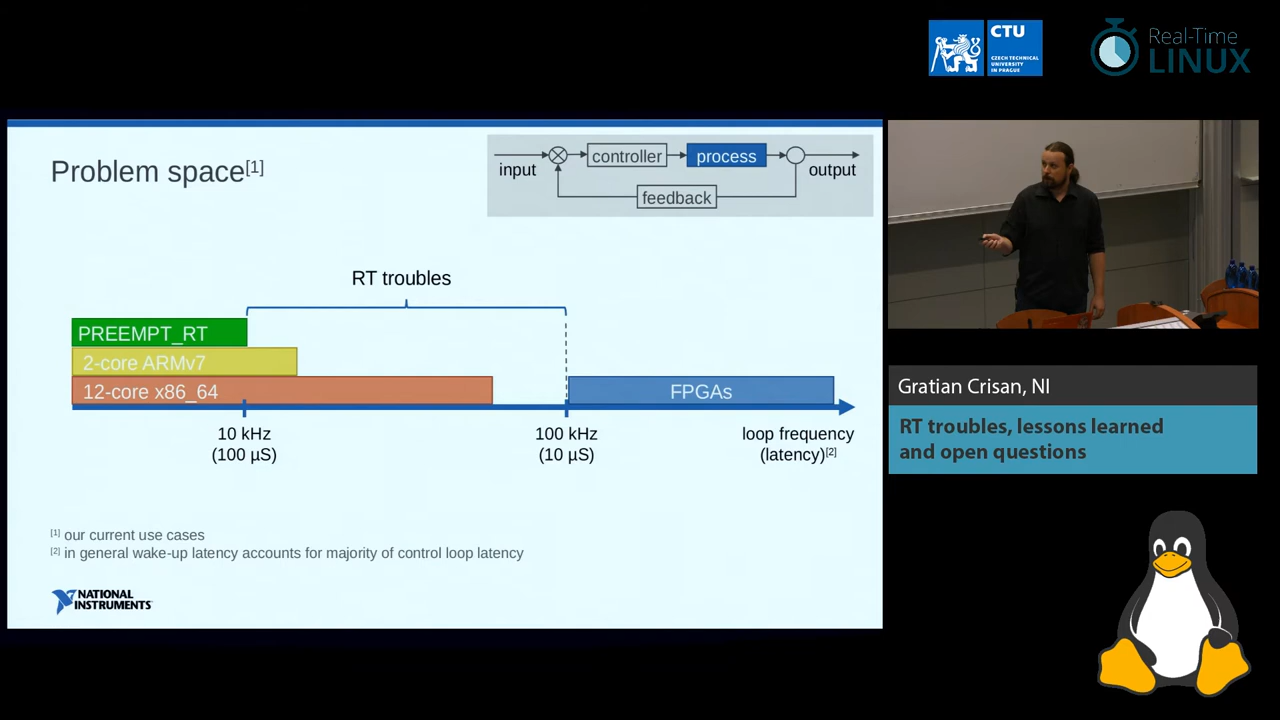 CTU
CZECH TECHNICAL
UNIVERSITY
IN PRAGUE
Real-Time
LINUX
Problem space[1]
input
controller
process
output
feedback
RT troubles
PREEMPT_RT
2-core ARMv7
12-core x86_64
FPGAs
10 kHz
(100 µS)
100 kHz
(10 µS)
loop frequency
(latency)[2]
[1] our current use cases
[2] in general wake-up latency accounts for majority of control loop latency
NATIONAL
INSTRUMENTS
Gratian Crisan, NI
RT troubles, lessons learned
and open questions